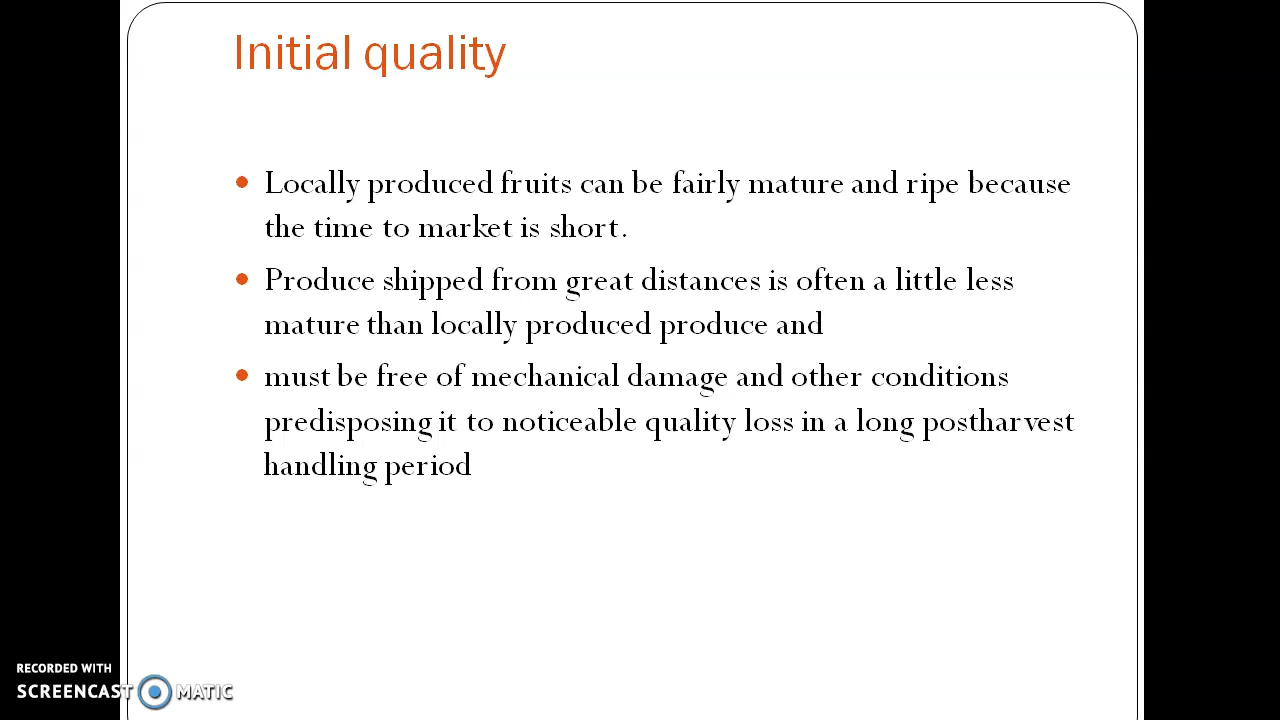 Initial quality
Locally produced fruits can be fairly mature and ripe because
the time to market is short.
Produce shipped from great distances is often a little less
mature than locally produced produce and
must be free of mechanical damage and other conditions
predisposing it to noticeable quality loss in a long postharvest
handling period
RECORDED WITH
SCREENCAST MATIC